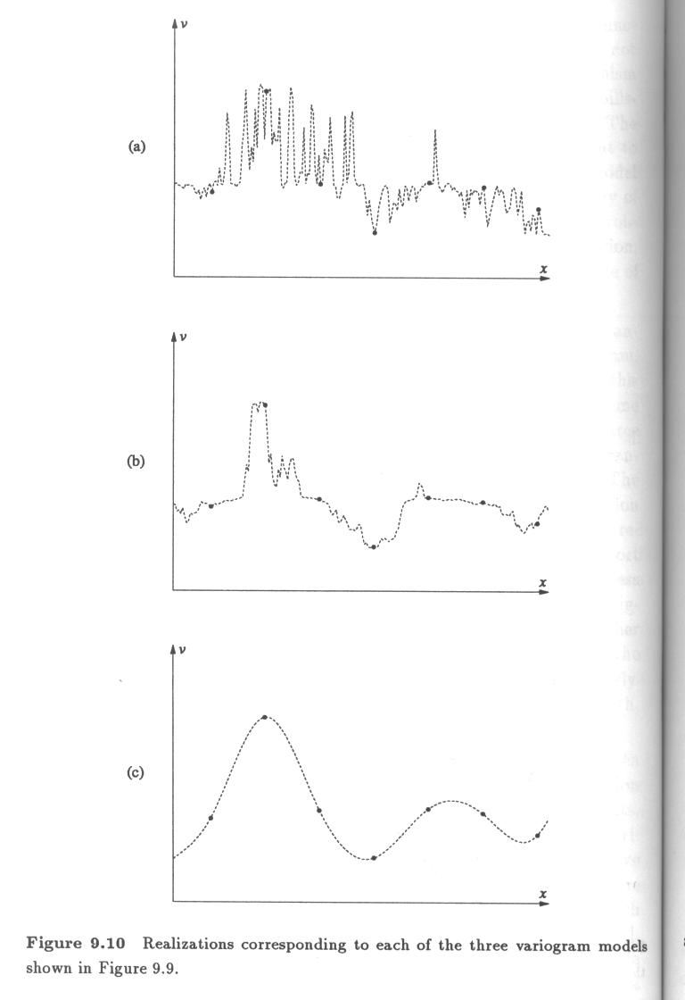 ν
(a)
x
ν
(b)
x
ν
(c)
x
Figure 9.10 Realizations corresponding to each of the three variogram models
shown in Figure 9.9.